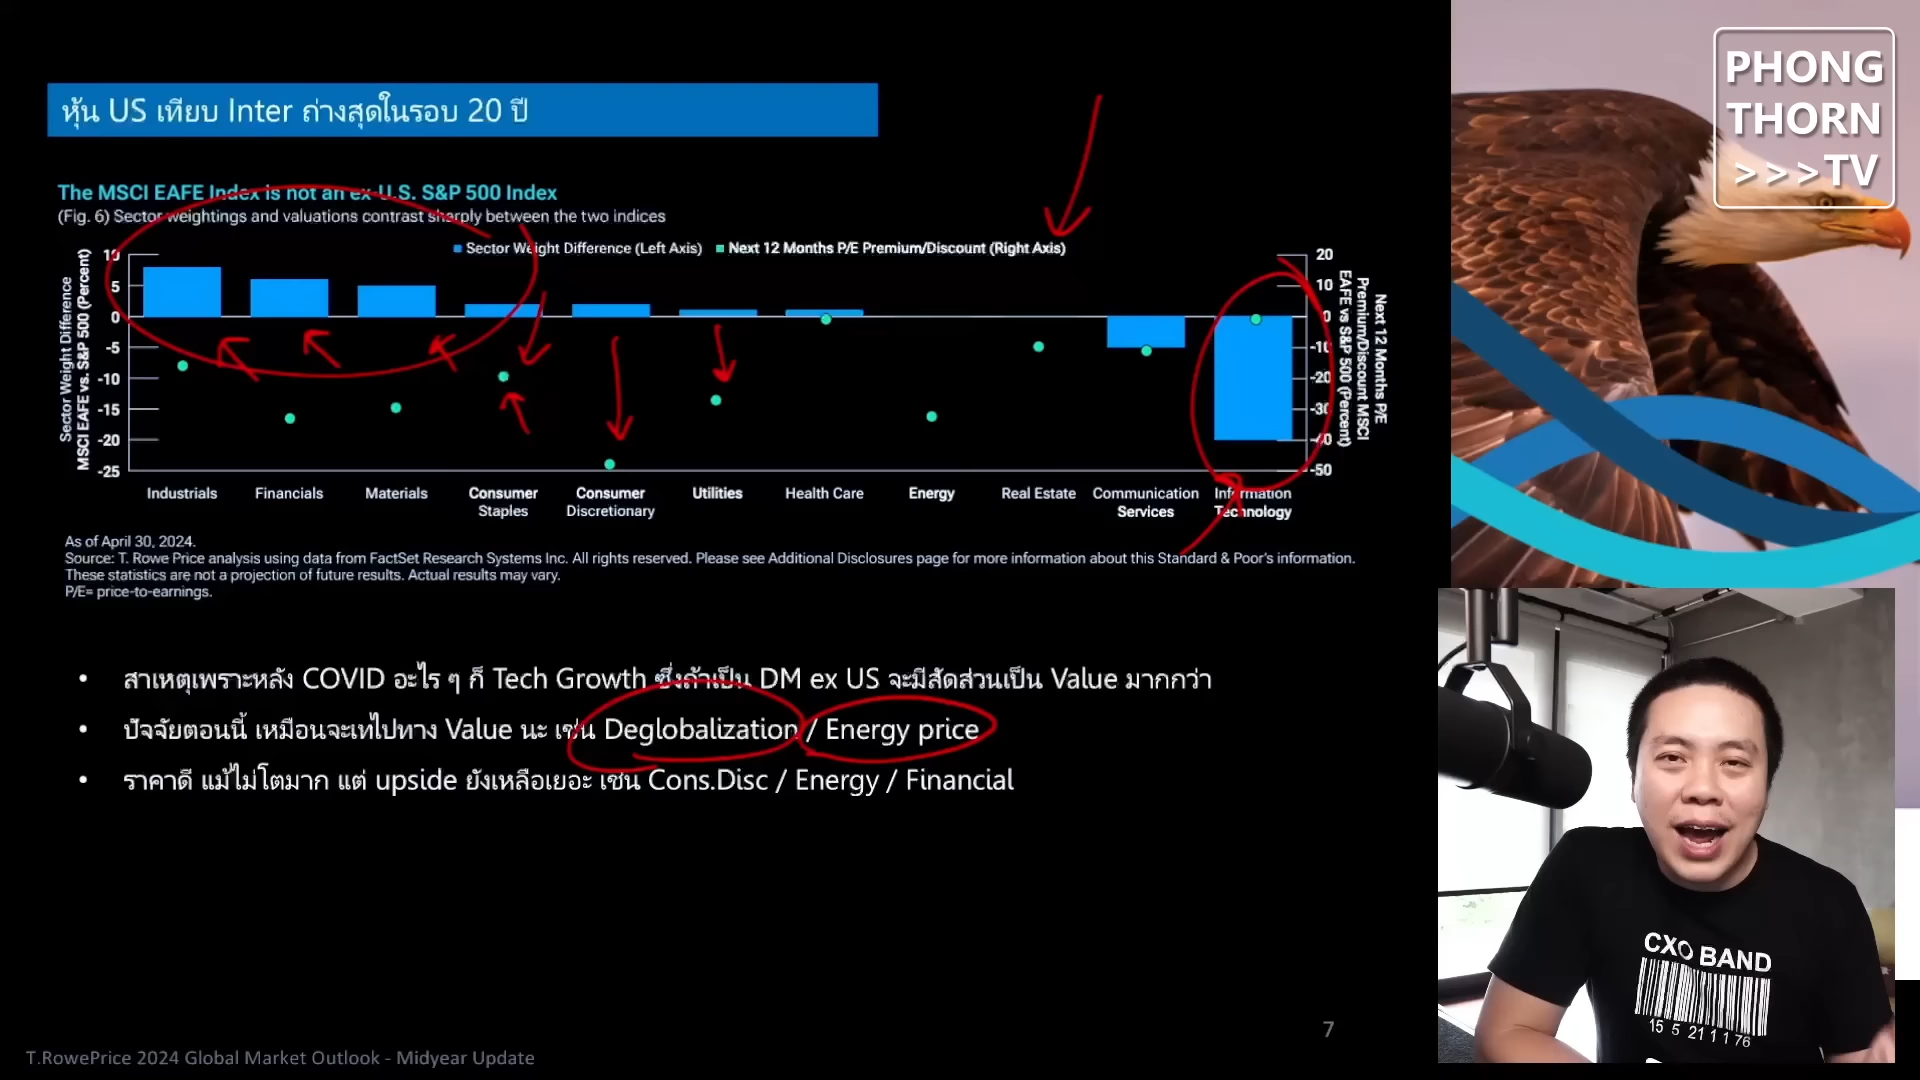 PHONG
THORN
>>>TV
หุ้น US เทียบ Inter ถ่างสุดในรอบ 20 ปี
The MSCI EAFE Index is not an ex-U.S. S&P 500 Index
(Fig. 6) Sector weightings and valuations contrast sharply between the two indices
Sector Weight Difference (Left Axis) Next 12 Months P/E Premium/Discount (Right Axis)
Sector Weight Difference
MSCI EAFE vs. S&P 500 (Percent)
10
5
0
-5
-10
-15
-20
-25
20
10
0
-10
-20
-30
-40
-50
Next 12 Months P/E
Premium/Discount MSCI
EAFE vs S&P 500 (Percent)
Industrials Financials Materials Consumer Staples Consumer Discretionary Utilities Health Care Energy Real Estate Communication Services Information Technology
As of April 30, 2024.
Source: T. Rowe Price analysis using data from FactSet Research Systems Inc. All rights reserved. Please see Additional Disclosures page for more information about this Standard & Poor's information.
These statistics are not a projection of future results. Actual results may vary.
P/E= price-to-earnings.
• สาเหตุเพราะหลัง COVID อะไร ๆ ก็ Tech Growth ซึ่งถ้าเป็น DM ex US จะมีสัดส่วนเป็น Value มากกว่า
• ปัจจัยตอนนี้ เหมือนจะเทไปทาง Value นะ เช่น Deglobalization / Energy price
• ราคาดี แม้ไม่โตมาก แต่ upside ยังเหลือเยอะ เช่น Cons.Disc / Energy / Financial
CXO BAND
15 5 21 1 1 76
7
T.RowePrice 2024 Global Market Outlook - Midyear Update